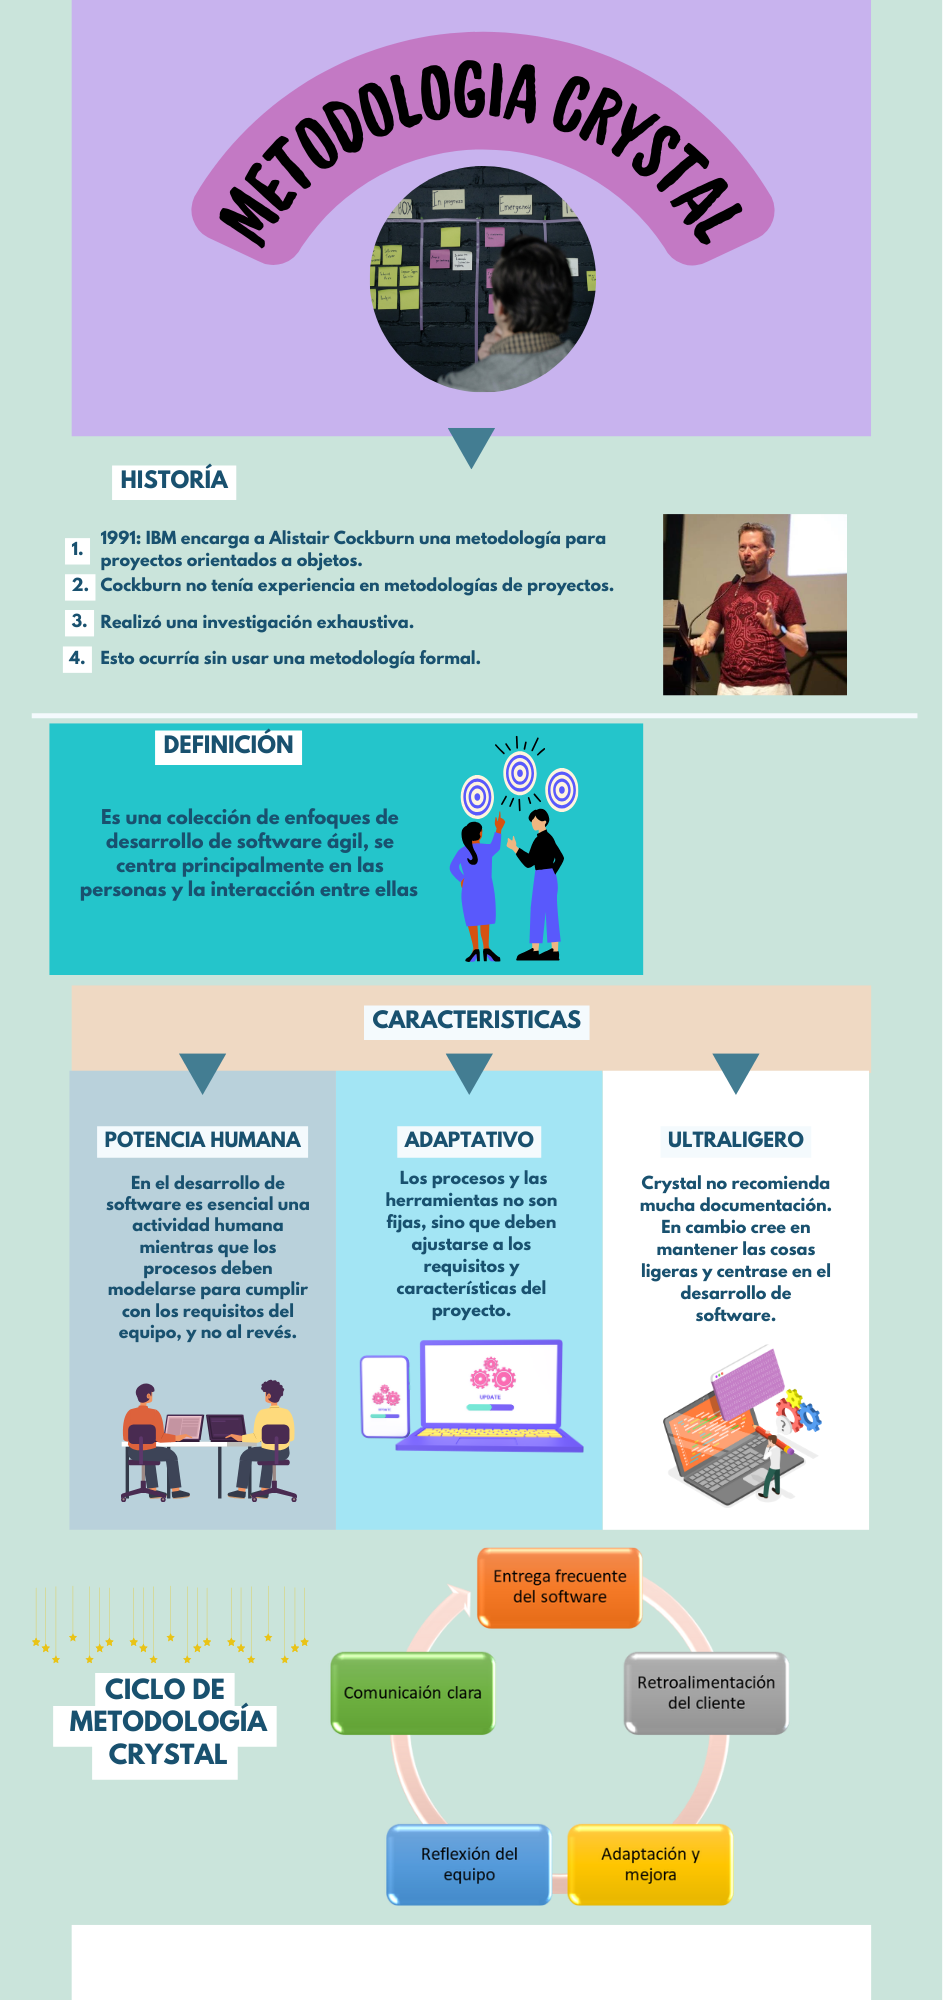 METODOLOGIA CRYSTAL
In progress
Emergency
HISTORÍA
1. 1991: IBM encarga a Alistair Cockburn una metodología para
proyectos orientados a objetos.
2. Cockburn no tenía experiencia en metodologías de proyectos.
3. Realizó una investigación exhaustiva.
4. Esto ocurría sin usar una metodología formal.
DEFINICIÓN
Es una colección de enfoques de
desarrollo de software ágil, se
centra principalmente en las
personas y la interacción entre ellas
CARACTERISTICAS
POTENCIA HUMANA
En el desarrollo de
software es esencial una
actividad humana
mientras que los
procesos deben
modelarse para cumplir
con los requisitos del
equipo, y no al revés.
ADAPTATIVO
Los procesos y las
herramientas no son
fijas, sino que deben
ajustarse a los
requisitos y
características del
proyecto.
UPDATE
ULTRALIGERO
Crystal no recomienda
mucha documentación.
En cambio cree en
mantener las cosas
ligeras y centrase en el
desarrollo de
software.
?
CICLO DE
METODOLOGÍA
CRYSTAL
Entrega frecuente
del software
Retroalimentación
del cliente
Adaptación y
mejora
Reflexión del
equipo
Comunicaión clara